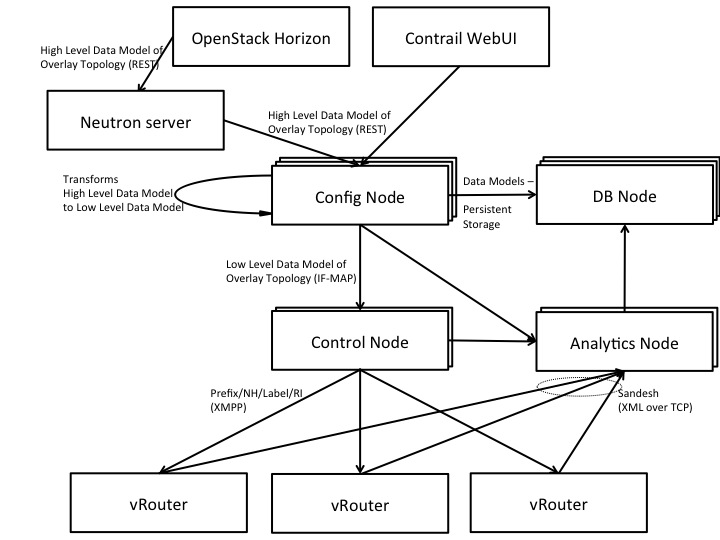 OpenStack Horizon
Contrail WebUI
High Level Data Model of
Overlay Topology (REST)
Neutron server
High Level Data Model of
Overlay Topology (REST)
Transforms
High Level Data Model
to Low Level Data Model
Config Node
Data Models –
Persistent
Storage
DB Node
Low Level Data Model of
Overlay Topology (IF-MAP)
Control Node
Analytics Node
Prefix/NH/Label/RI
(XMPP)
Sandesh
(XML over TCP)
vRouter
vRouter
vRouter